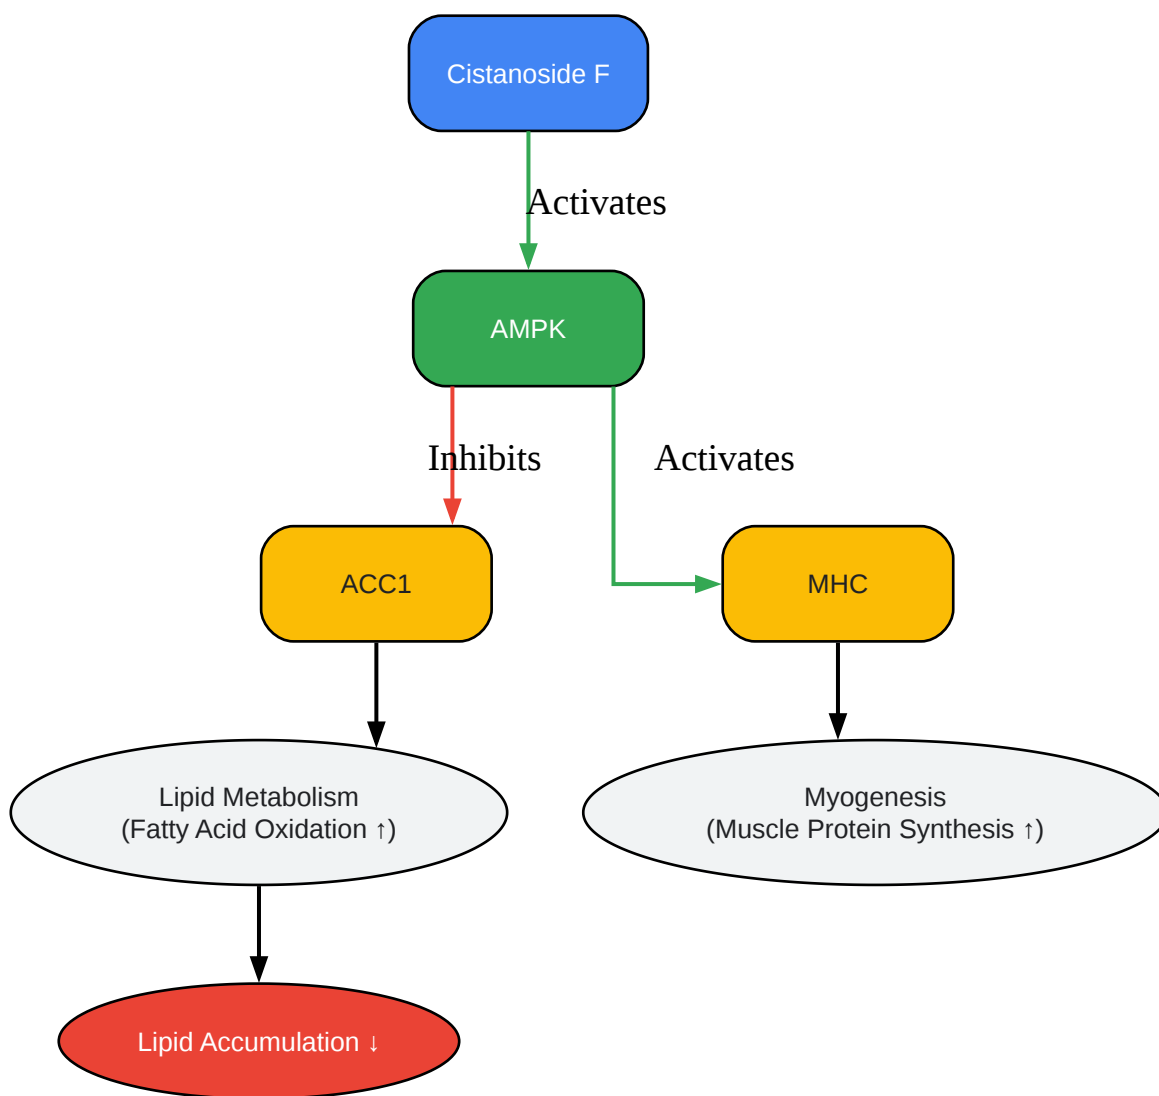 Cistanoside F
Activates
AMPK
Inhibits
Activates
ACC1
MHC
Lipid Metabolism
(Fatty Acid Oxidation ↑)
Myogenesis
(Muscle Protein Synthesis ↑)
Lipid Accumulation ↓